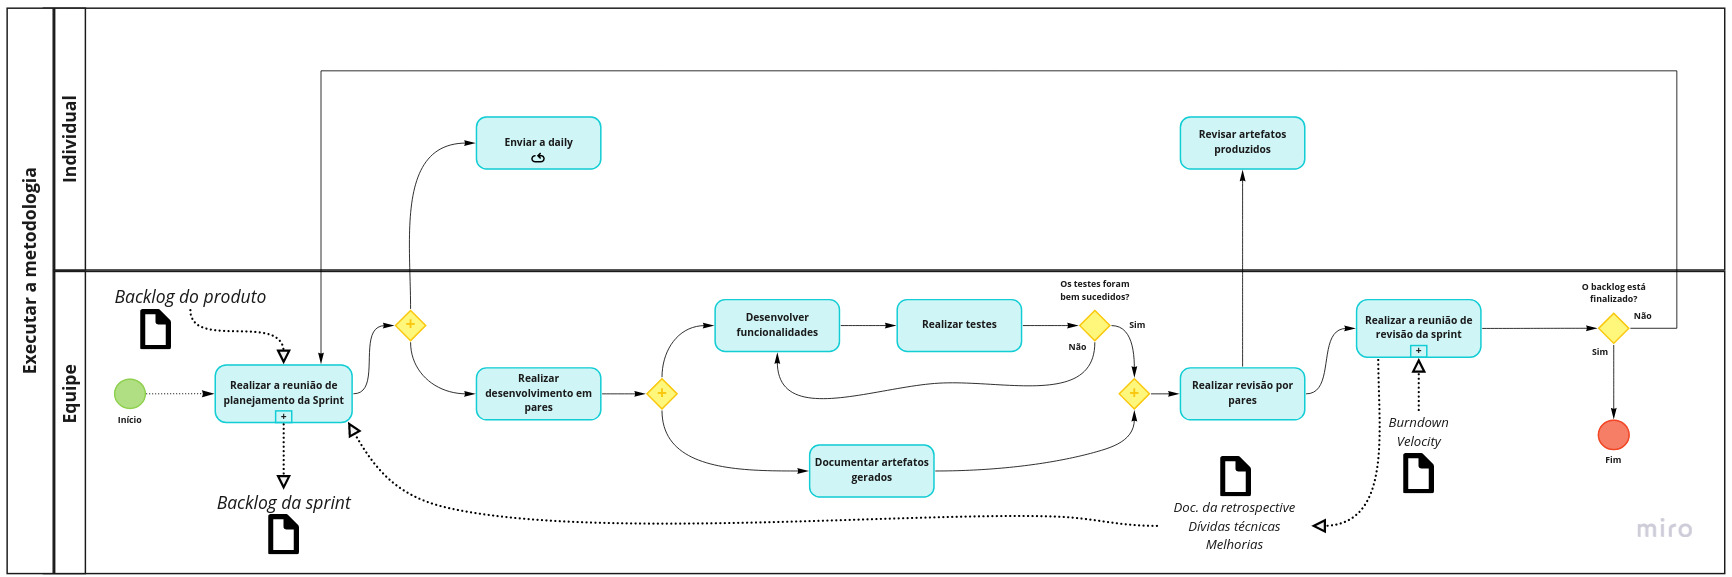 Executar a metodologia
Individual
Enviar a daily
Revisar artefatos
produzidos
Equipe
Backlog do produto
Início
Realizar a reunião de
planejamento da Sprint
+
Backlog da sprint
+
Realizar
desenvolvimento em
pares
+
Desenvolver
funcionalidades
Realizar testes
Os testes foram
bem sucedidos?
Sim
Não
Documentar artefatos
gerados
+
Realizar revisão por
pares
Doc. da retrospective
Dívidas técnicas
Melhorias
Realizar a reunião de
revisão da sprint
+
Burndown
Velocity
O backlog está
finalizado?
Não
Sim
Fim
miro